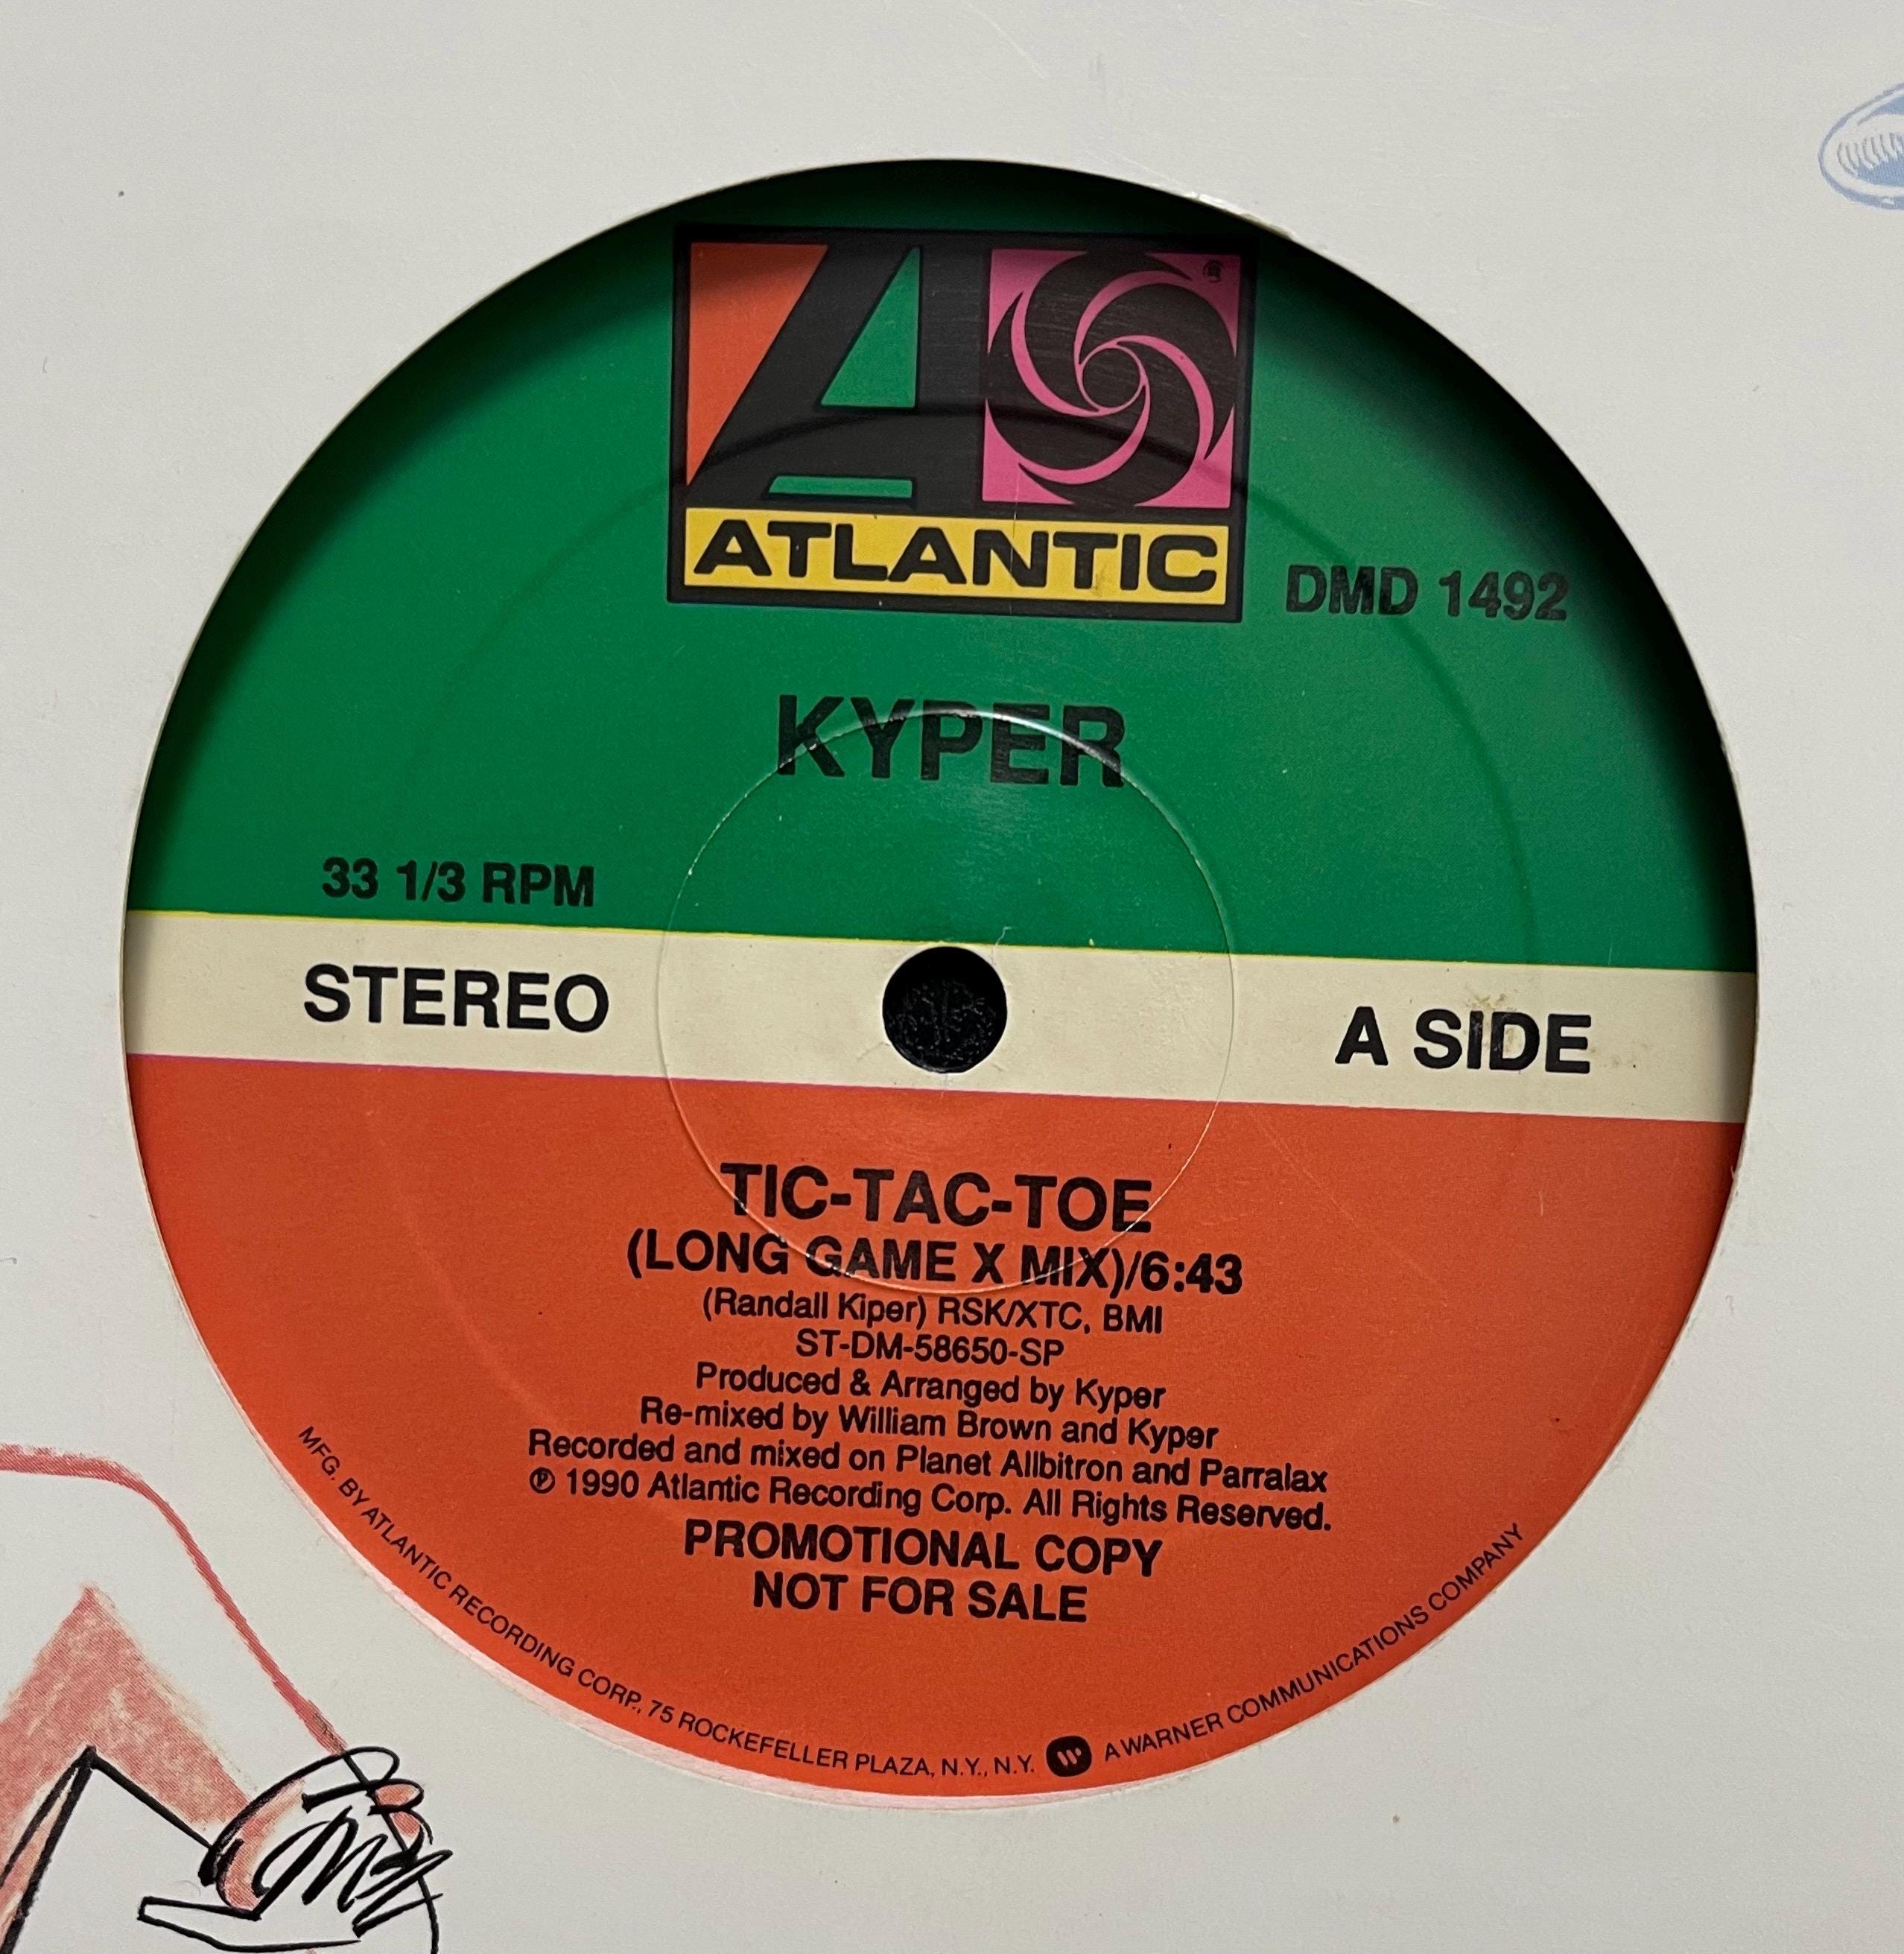 ATLANTIC
DMD 1492
KYPER
33 1/3 RPM
STEREO
A SIDE
TIC-TAC-TOE
(LONG GAME X MIX)/6:43
(Randall Kiper) RSK/XTC, BMI
ST-DM-58650-SP
Produced & Arranged by Kyper
Re-mixed by William Brown and Kyper
Recorded and mixed on Planet Allbitron and Parralax
℗ 1990 Atlantic Recording Corp. All Rights Reserved.
PROMOTIONAL COPY
NOT FOR SALE
MFG. BY ATLANTIC RECORDING CORP., 75 ROCKEFELLER PLAZA, N.Y., N.Y. A WARNER COMMUNICATIONS COMPANY